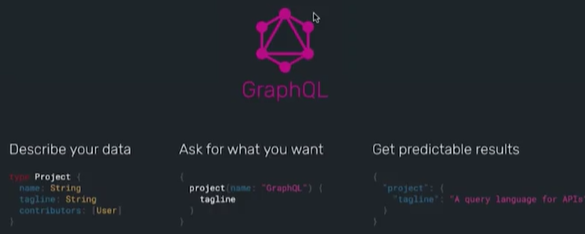 GraphQL
Describe your data
type Project {
name: String
tagline: String
contributors: [User]
}
Ask for what you want
{
project(name: "GraphQL") {
tagline
}
}
Get predictable results
{
"project": {
"tagline": "A query language for APIs"
}
}